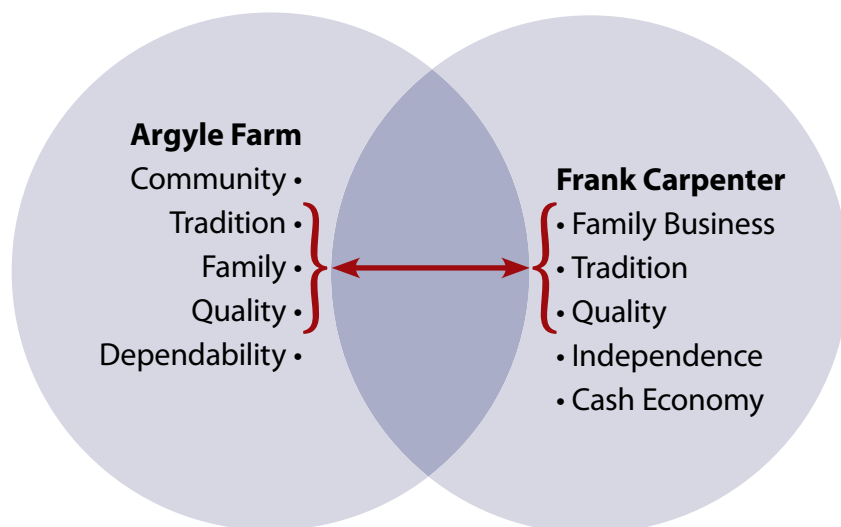 Argyle Farm
Community •
Tradition •
Family •
Quality •
Dependability •
Frank Carpenter
• Family Business
• Tradition
• Quality
• Independence
• Cash Economy